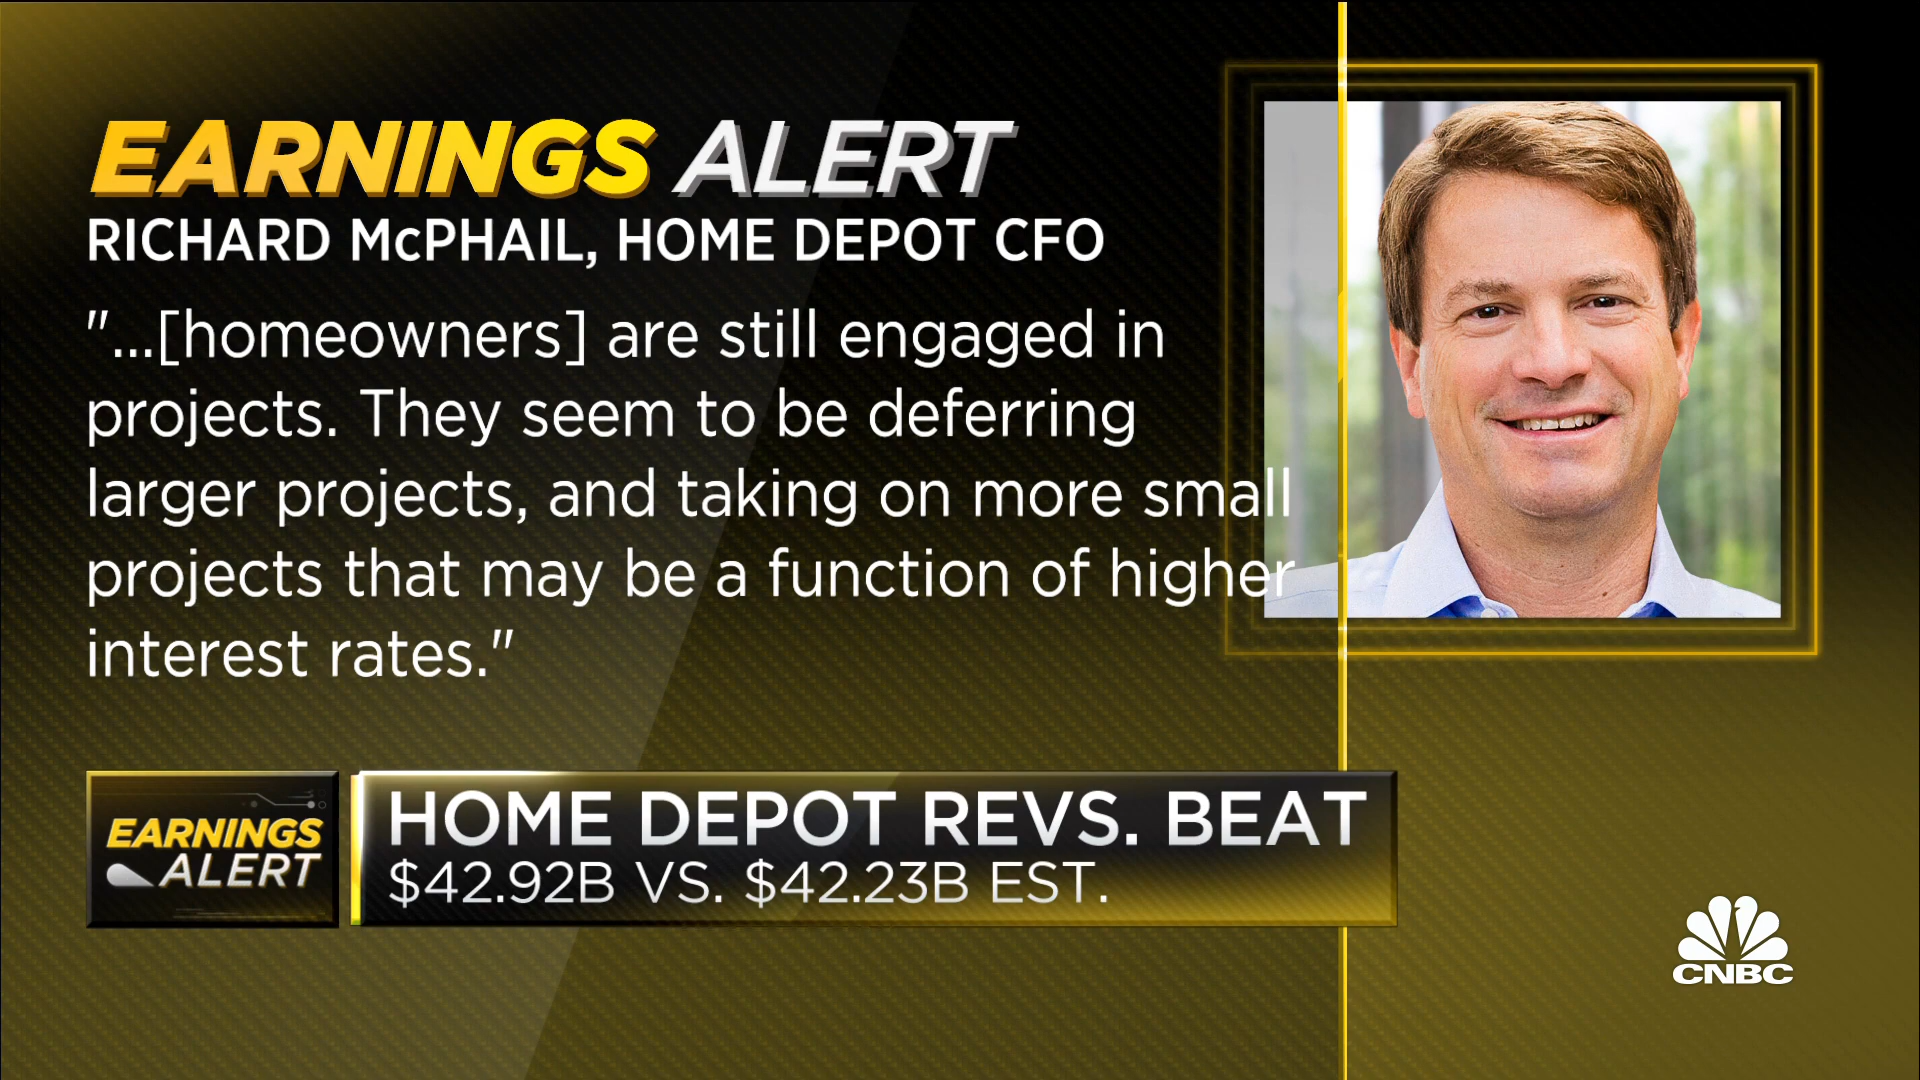 EARNINGS ALERT
RICHARD McPHAIL, HOME DEPOT CFO
"...[homeowners] are still engaged in
projects. They seem to be deferring
larger projects, and taking on more small
projects that may be a function of higher
interest rates."
EARNINGS
ALERT
HOME DEPOT REVS. BEAT
$42.92B VS. $42.23B EST.
CNBC